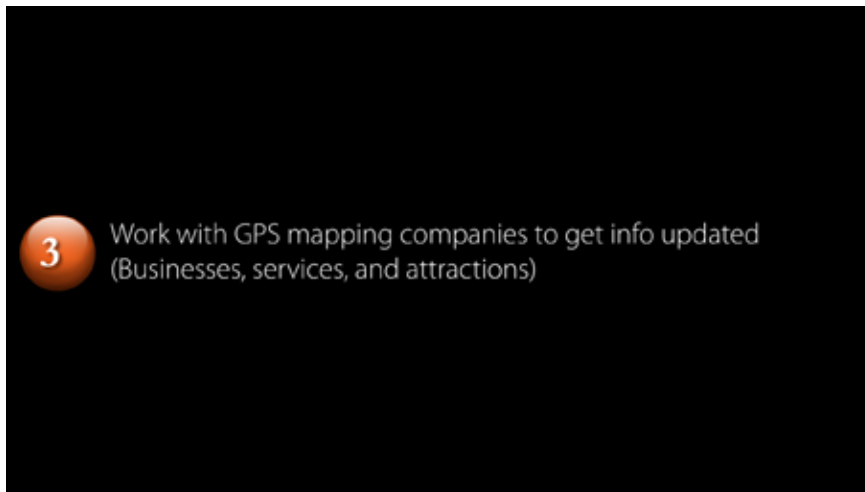 3
Work with GPS mapping companies to get info updated
(Businesses, services, and attractions)